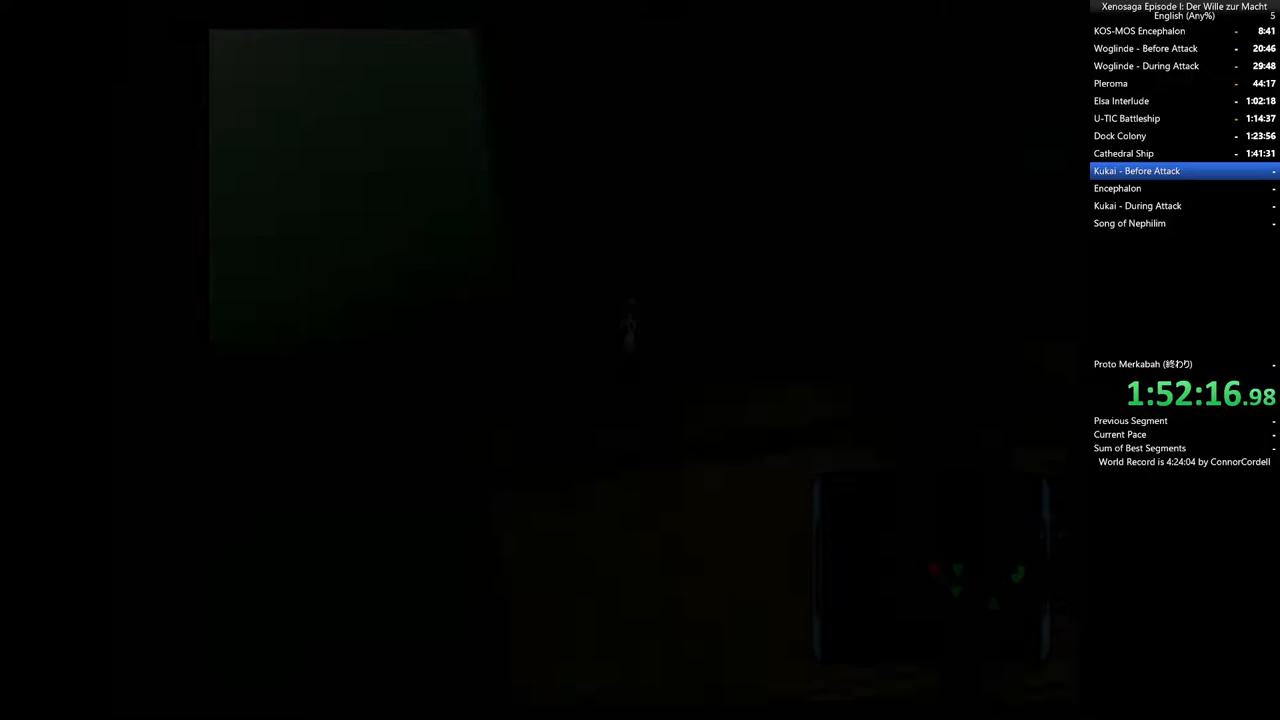 Xenosaga Episode I: Der Wille zur Macht
English (Any%) 5
KOS-MOS Encephalon - 8:41
Woglinde - Before Attack - 20:46
Woglinde - During Attack - 29:48
Pleroma - 44:17
Elsa Interlude - 1:02:18
U-TIC Battleship - 1:14:37
Dock Colony - 1:23:56
Cathedral Ship - 1:41:31
Kukai - Before Attack -
Encephalon -
Kukai - During Attack -
Song of Nephilim -
Proto Merkabah (終わり) -
1:52:16.98
Previous Segment -
Current Pace -
Sum of Best Segments -
World Record is 4:24:04 by ConnorCordell